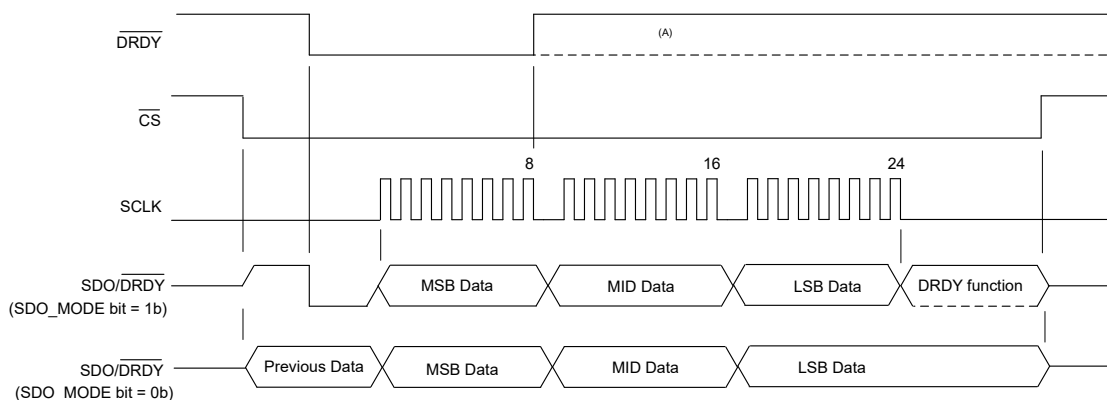 DRDY
(A)
CS
8 16 24
SCLK
SDO/DRDY
(SDO_MODE bit = 1b)
MSB Data MID Data LSB Data DRDY function
SDO/DRDY
(SDO_MODE bit = 0b)
Previous Data MSB Data MID Data LSB Data